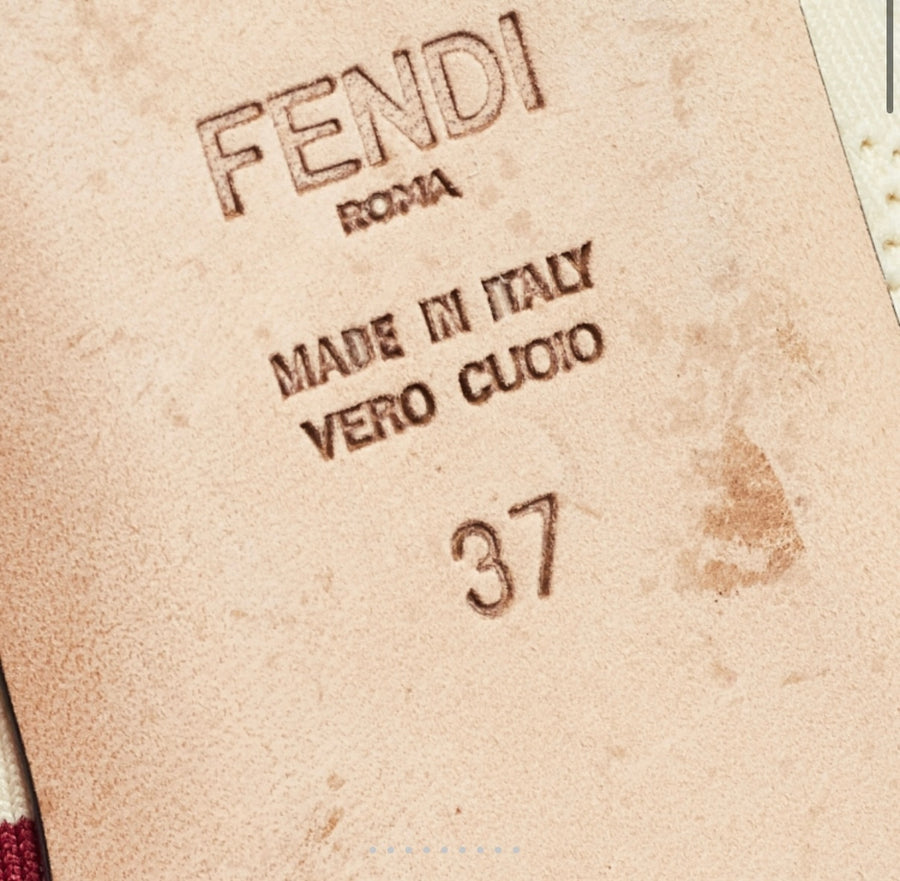 FENDI
ROMA
MADE IN ITALY
VERO CUOIO
37